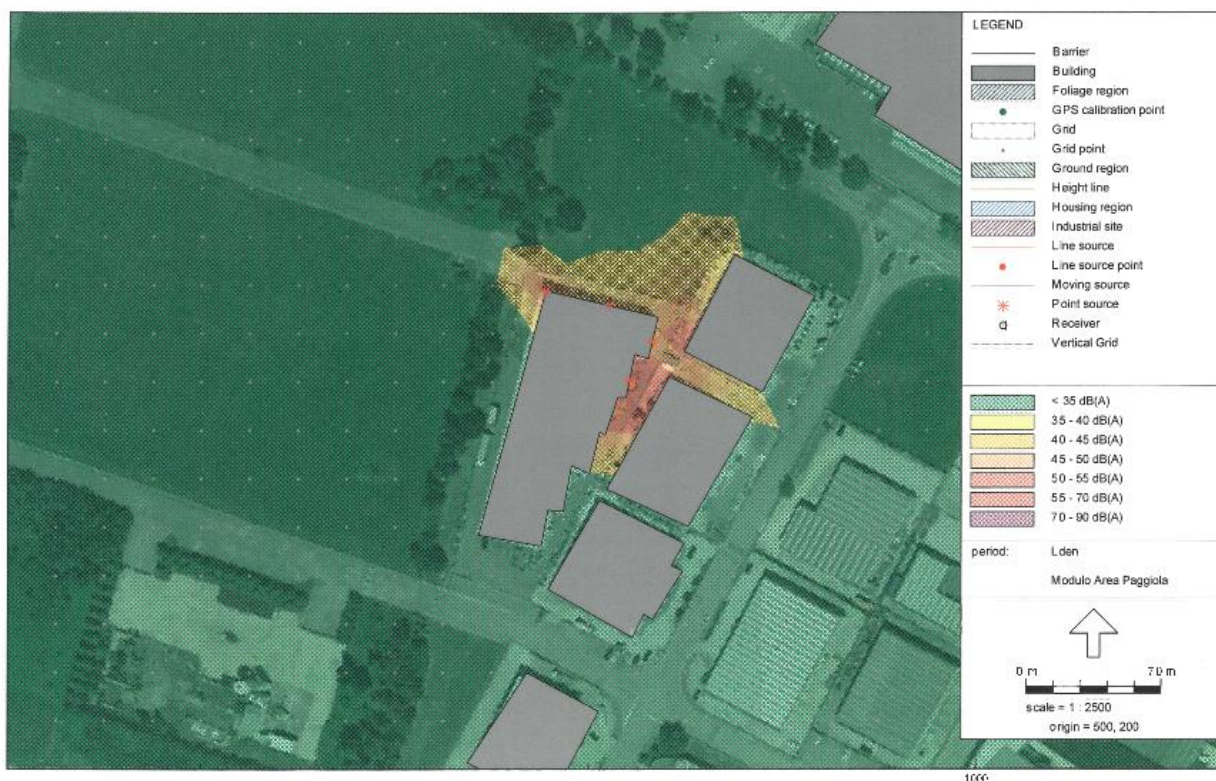 LEGEND
Barrier
Building
Foliage region
GPS calibration point
Grid
Grid point
Ground region
Height line
Housing region
Industrial site
Line source
Line source point
Moving source
Point source
Receiver
Vertical Grid
< 35 dB(A)
35 - 40 dB(A)
40 - 45 dB(A)
45 - 50 dB(A)
50 - 55 dB(A)
55 - 70 dB(A)
70 - 90 dB(A)
period: Lden
Modulo Area Paggiola
0 m 70 m
scale = 1 : 2500
origin = 500, 200
1000